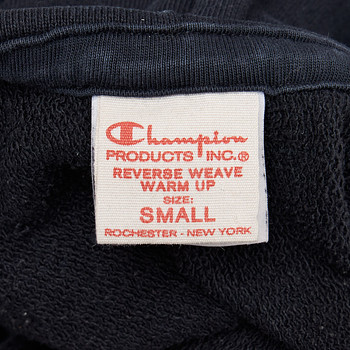 Champion
PRODUCTS INC.®
REVERSE WEAVE
WARM UP
SIZE:
SMALL
ROCHESTER - NEW YORK